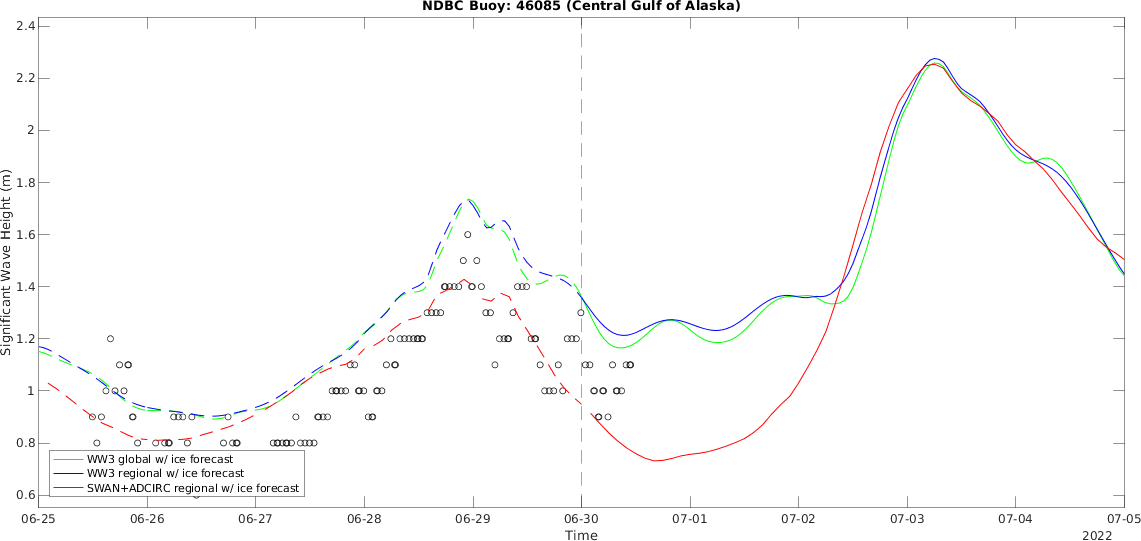 NDBC Buoy: 46085 (Central Gulf of Alaska)
2.4
2.2
2
1.8
1.6
1.4
1.2
1
0.8
0.6
Significant Wave Height (m)
WW3 global w/ ice forecast
WW3 regional w/ ice forecast
SWAN+ADCIRC regional w/ ice forecast
06-25 06-26 06-27 06-28 06-29 06-30 07-01 07-02 07-03 07-04 07-05
Time
2022